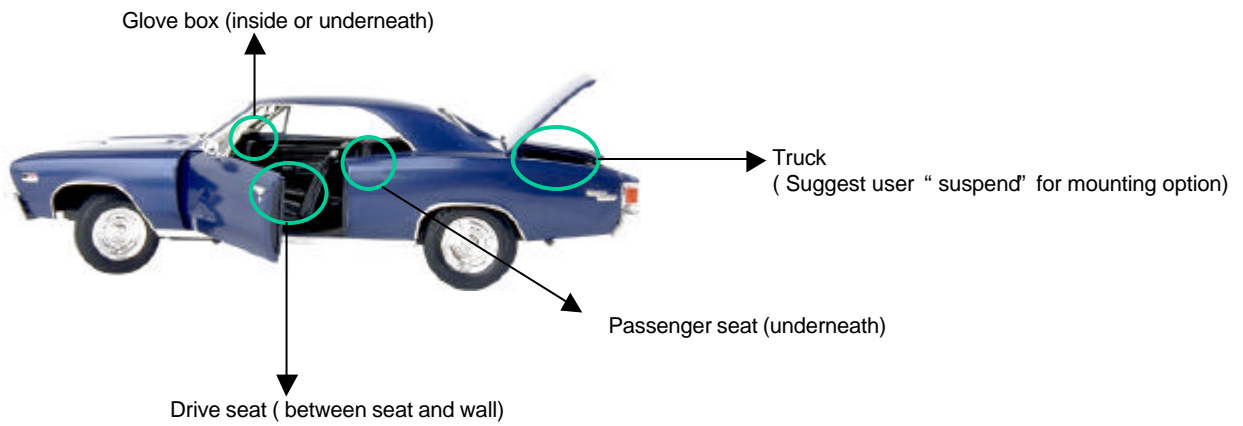 Glove box (inside or underneath)
Truck
( Suggest user “ suspend” for mounting option)
Passenger seat (underneath)
Drive seat ( between seat and wall)